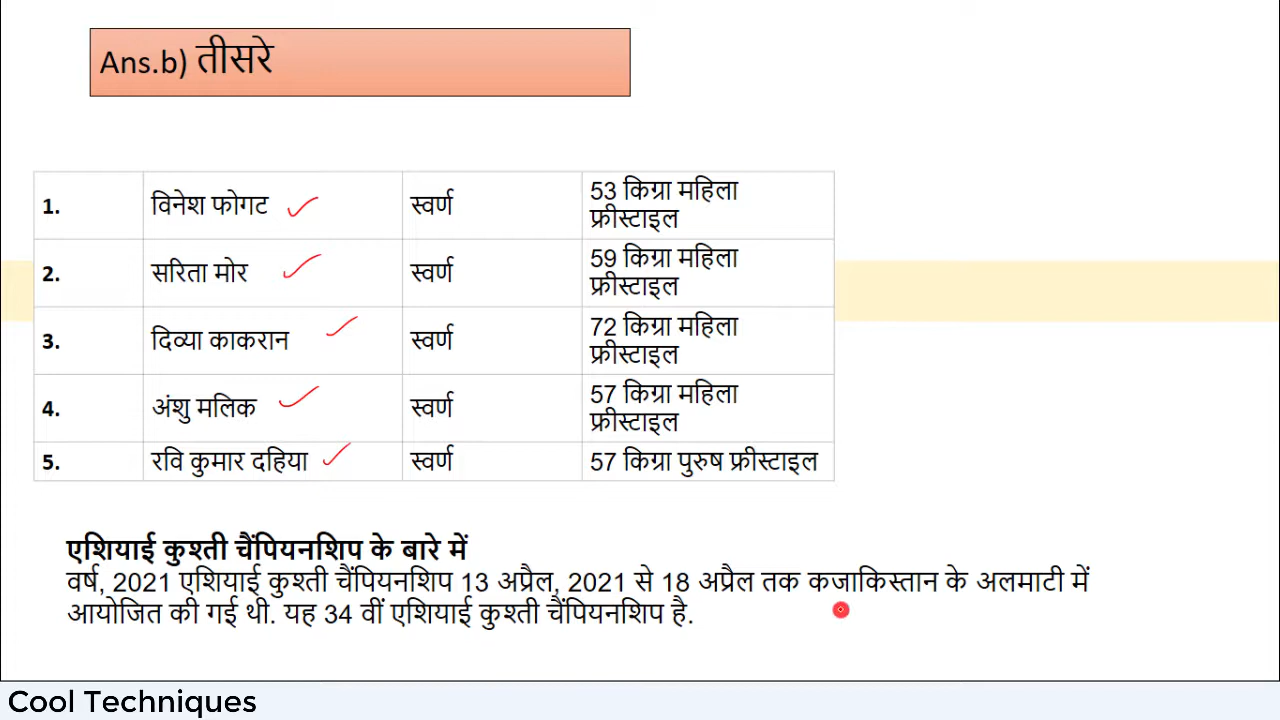 Ans.b) तीसरे
1. विनेश फोगट स्वर्ण 53 किग्रा महिला
फ्रीस्टाइल
2. सरिता मोर स्वर्ण 59 किग्रा महिला
फ्रीस्टाइल
3. दिव्या काकरान स्वर्ण 72 किग्रा महिला
फ्रीस्टाइल
4. अंशु मलिक स्वर्ण 57 किग्रा महिला
फ्रीस्टाइल
5. रवि कुमार दहिया स्वर्ण 57 किग्रा पुरुष फ्रीस्टाइल
एशियाई कुश्ती चैंपियनशिप के बारे में
वर्ष, 2021 एशियाई कुश्ती चैंपियनशिप 13 अप्रैल, 2021 से 18 अप्रैल तक कजाकिस्तान के अलमाटी में
आयोजित की गई थी. यह 34 वीं एशियाई कुश्ती चैंपियनशिप है.
Cool Techniques